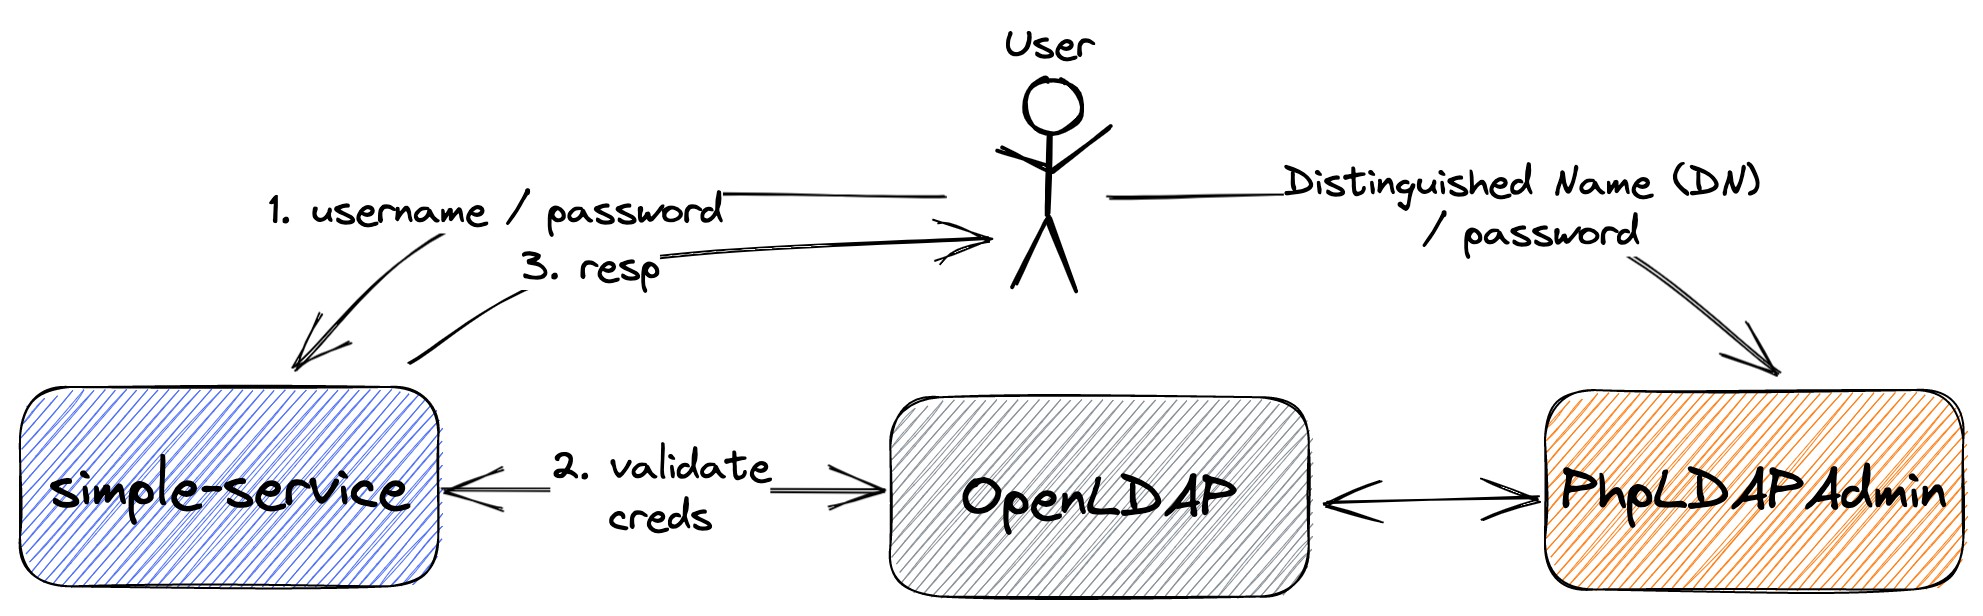 User
1. username / password
3. resp
Distinguished Name (DN)
/ password
simple-service
2. validate
creds
OpenLDAP
PhpLDAPAdmin